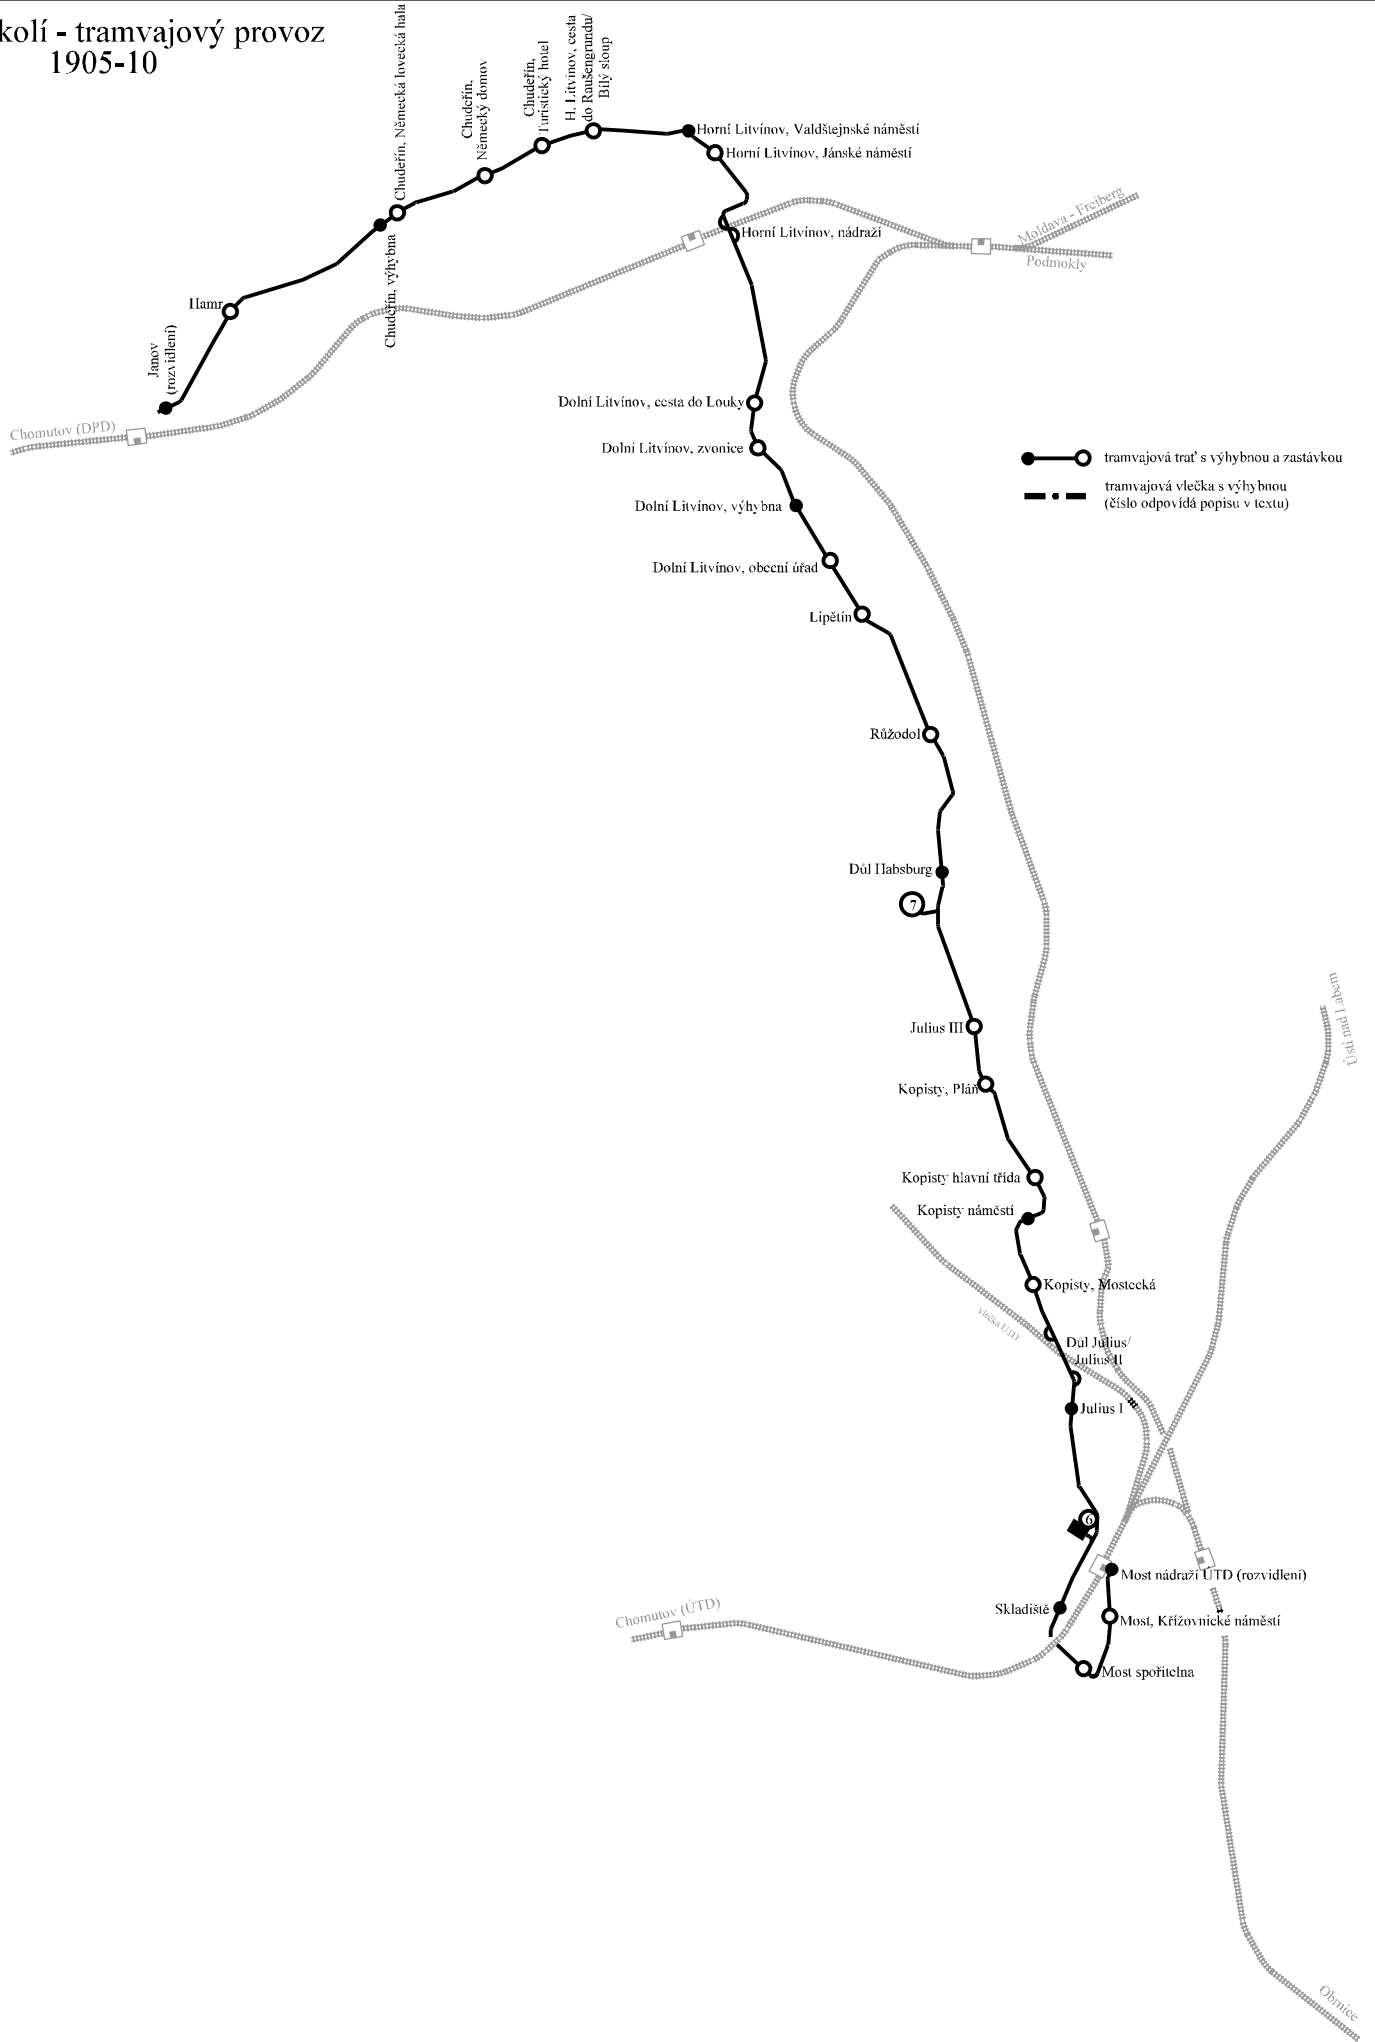 kolí - tramvajový provoz
1905-10
Chudeřín, Německá lovecká hala
Chudeřín,
Německý domov
Chudeřín,
Turistický hotel
H. Litvínov, cesta
do Raušengrundu/
Bílý sloup
Horní Litvínov, Valdštejnské náměstí
Horní Litvínov, Jánské náměstí
Horní Litvínov, nádraží
Moldava - Freiberg
Podmokly
Chudeřín, výhybna
Hamr
Janov
(rozvidlení)
Chomutov (DPD)
Dolní Litvínov, cesta do Louky
Dolní Litvínov, zvonice
tramvajová trať s výhybnou a zastávkou
tramvajová vlečka s výhybnou
(číslo odpovídá popisu v textu)
Dolní Litvínov, výhybna
Dolní Litvínov, obecní úřad
Lipětín
Růžodol
Důl Habsburg
7
Julius III
Ústí nad Labem
Kopisty, Pláň
Kopisty hlavní třída
Kopisty náměstí
Kopisty, Mostecká
vlečka ÚTD
Důl Julius/
Julius II
Julius I
6
Most nádraží ÚTD (rozvidlení)
Skladiště
Chomutov (ÚTD)
Most, Křížovnické náměstí
Most spořitelna
Obrnice